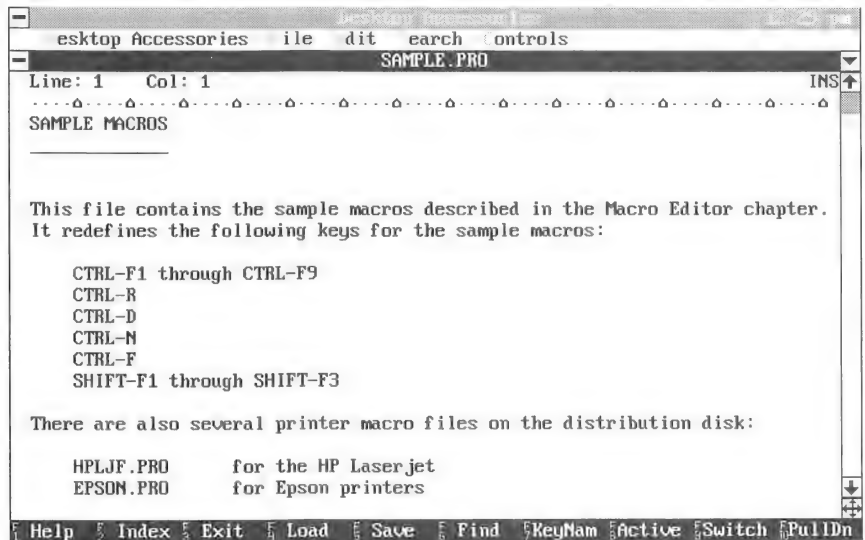 Desktop Accessories
esktop Accessories ile dit earch ontrols
SAMPLE.PRO
Line: 1 Col: 1 INS
SAMPLE MACROS
This file contains the sample macros described in the Macro Editor chapter.
It redefines the following keys for the sample macros:
CTRL-F1 through CTRL-F9
CTRL-R
CTRL-D
CTRL-N
CTRL-F
SHIFT-F1 through SHIFT-F3
There are also several printer macro files on the distribution disk:
HPLJF.PRO for the HP Laserjet
EPSON.PRO for Epson printers
Help Index Exit Load Save Find KeyNam Active Switch PullDn